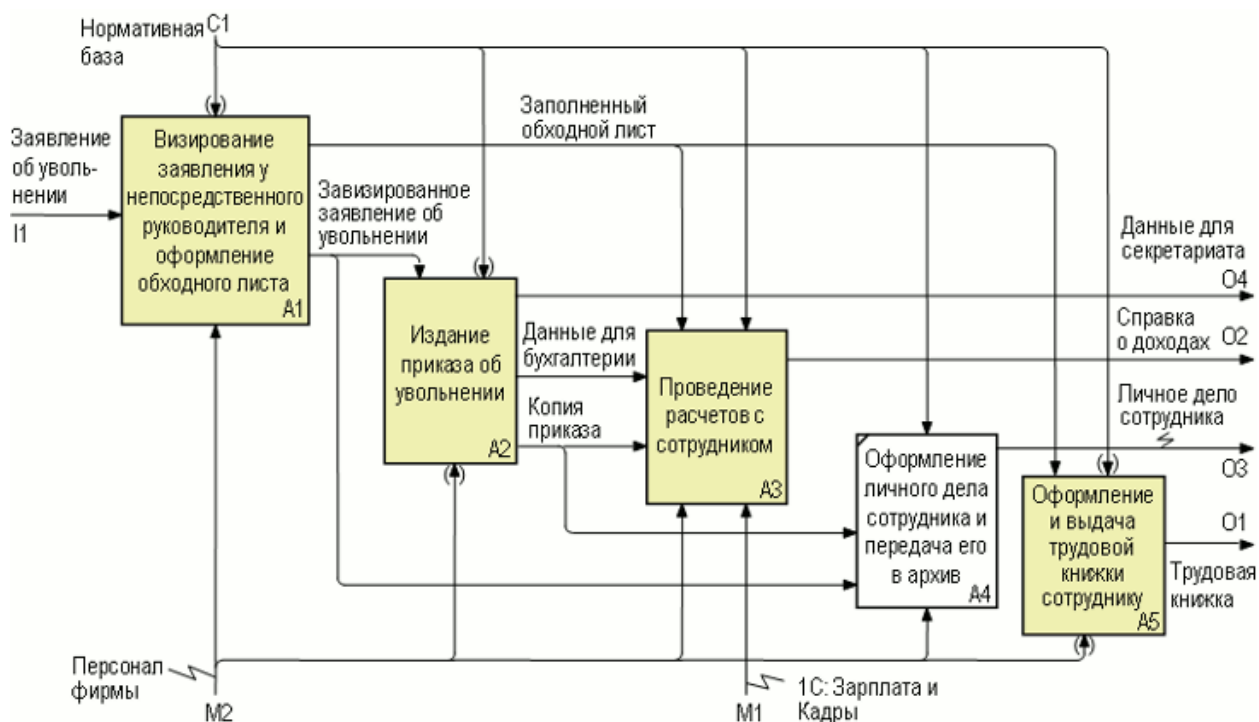 Нормативная
база
C1
Заявление
об уволь-
нении
I1
Визирование
заявления у
непосредственного
руководителя и
оформление
обходного листа
A1
Заполненный
обходной лист
Завизированное
заявление об
увольнении
Издание
приказа об
увольнении
A2
Данные для
бухгалтерии
Копия
приказа
Проведение
расчетов с
сотрудником
A3
Оформление
личного дела
сотрудника и
передача его
в архив
A4
Оформление
и выдача
трудовой
книжки
сотруднику
A5
Данные для
секретариата
O4
Справка
о доходах
O2
Личное дело
сотрудника
O3
O1
Трудовая
книжка
Персонал
фирмы
M2
M1
1С: Зарплата и
Кадры